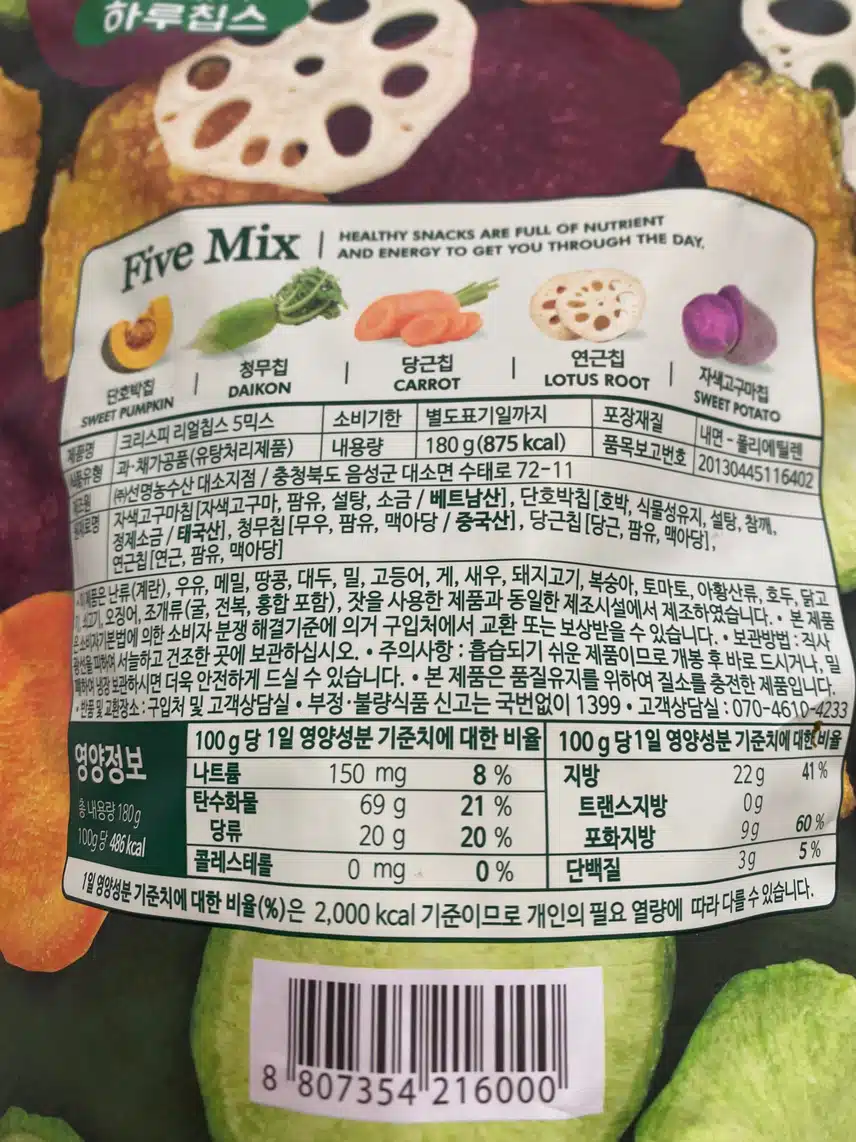 하루칩스
Five Mix
HEALTHY SNACKS ARE FULL OF NUTRIENT
AND ENERGY TO GET YOU THROUGH THE DAY.
단호박칩
SWEET PUMPKIN
청무칩
DAIKON
당근칩
CARROT
연근칩
LOTUS ROOT
자색고구마칩
SWEET POTATO
제품명 크리스피 리얼칩스 5믹스 소비기한 별도표기일까지 포장재질 내면 - 폴리에틸렌
식품유형 과·채가공품(유탕처리제품) 내용량 180 g(875 kcal) 품목보고번호 20130445116402
제조원 ㈜선명농수산 대소지점 / 충청북도 음성군 대소면 수태로 72-11
원재료명 자색고구마칩[자색고구마, 팜유, 설탕, 소금 / 베트남산], 단호박칩[호박, 식물성유지, 설탕, 참깨,
정제소금 / 태국산], 청무칩[무우, 팜유, 맥아당 / 중국산], 당근칩[당근, 팜유, 맥아당],
연근칩[연근, 팜유, 맥아당]
• 이 제품은 난류(계란), 우유, 메밀, 땅콩, 대두, 밀, 고등어, 게, 새우, 돼지고기, 복숭아, 토마토, 아황산류, 호두, 닭고
기, 쇠고기, 오징어, 조개류(굴, 전복, 홍합 포함), 잣을 사용한 제품과 동일한 제조시설에서 제조하였습니다. • 본 제품
은 소비자기본법에 의한 소비자 분쟁 해결기준에 의거 구입처에서 교환 또는 보상받을 수 있습니다. • 보관방법 : 직사
광선을 피하여 서늘하고 건조한 곳에 보관하십시오. • 주의사항 : 흡습되기 쉬운 제품이므로 개봉 후 바로 드시거나, 밀
폐하여 냉장 보관하시면 더욱 안전하게 드실 수 있습니다. • 본 제품은 품질유지를 위하여 질소를 충전한 제품입니다.
• 반품 및 교환장소 : 구입처 및 고객상담실 • 부정·불량식품 신고는 국번없이 1399 • 고객상담실 : 070-4610-4233
영양정보
총 내용량 180g
100g당 486 kcal
100 g 당 1일 영양성분 기준치에 대한 비율 100 g 당 1일 영양성분 기준치에 대한 비율
나트륨 150 mg 8 % 지방 22 g 41 %
탄수화물 69 g 21 % 트랜스지방 0 g
당류 20 g 20 % 포화지방 9 g 60 %
콜레스테롤 0 mg 0 % 단백질 3 g 5 %
1일 영양성분 기준치에 대한 비율(%)은 2,000 kcal 기준이므로 개인의 필요 열량에 따라 다를 수 있습니다.
8 807354 216000